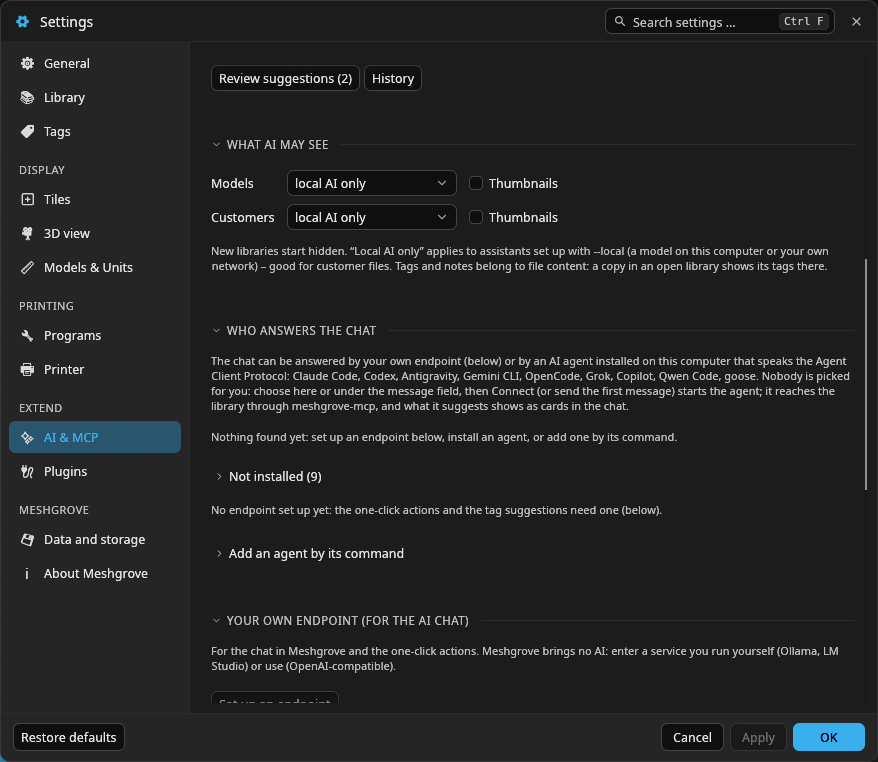 Settings
Search settings ...
Ctrl F
General
Library
Tags
DISPLAY
Tiles
3D view
Models & Units
PRINTING
Programs
Printer
EXTEND
AI & MCP
Plugins
MESHGROVE
Data and storage
About Meshgrove
Review suggestions (2)
History
WHAT AI MAY SEE
Models
local AI only
Thumbnails
Customers
local AI only
Thumbnails
New libraries start hidden. “Local AI only” applies to assistants set up with --local (a model on this computer or your own
network) – good for customer files. Tags and notes belong to file content: a copy in an open library shows its tags there.
WHO ANSWERS THE CHAT
The chat can be answered by your own endpoint (below) or by an AI agent installed on this computer that speaks the Agent
Client Protocol: Claude Code, Codex, Antigravity, Gemini CLI, OpenCode, Grok, Copilot, Qwen Code, goose. Nobody is picked
for you: choose here or under the message field, then Connect (or send the first message) starts the agent; it reaches the
library through meshgrove-mcp, and what it suggests shows as cards in the chat.
Nothing found yet: set up an endpoint below, install an agent, or add one by its command.
Not installed (9)
No endpoint set up yet: the one-click actions and the tag suggestions need one (below).
Add an agent by its command
YOUR OWN ENDPOINT (FOR THE AI CHAT)
For the chat in Meshgrove and the one-click actions. Meshgrove brings no AI: enter a service you run yourself (Ollama, LM
Studio) or use (OpenAI-compatible).
Set up an endpoint
Restore defaults
Cancel
Apply
OK